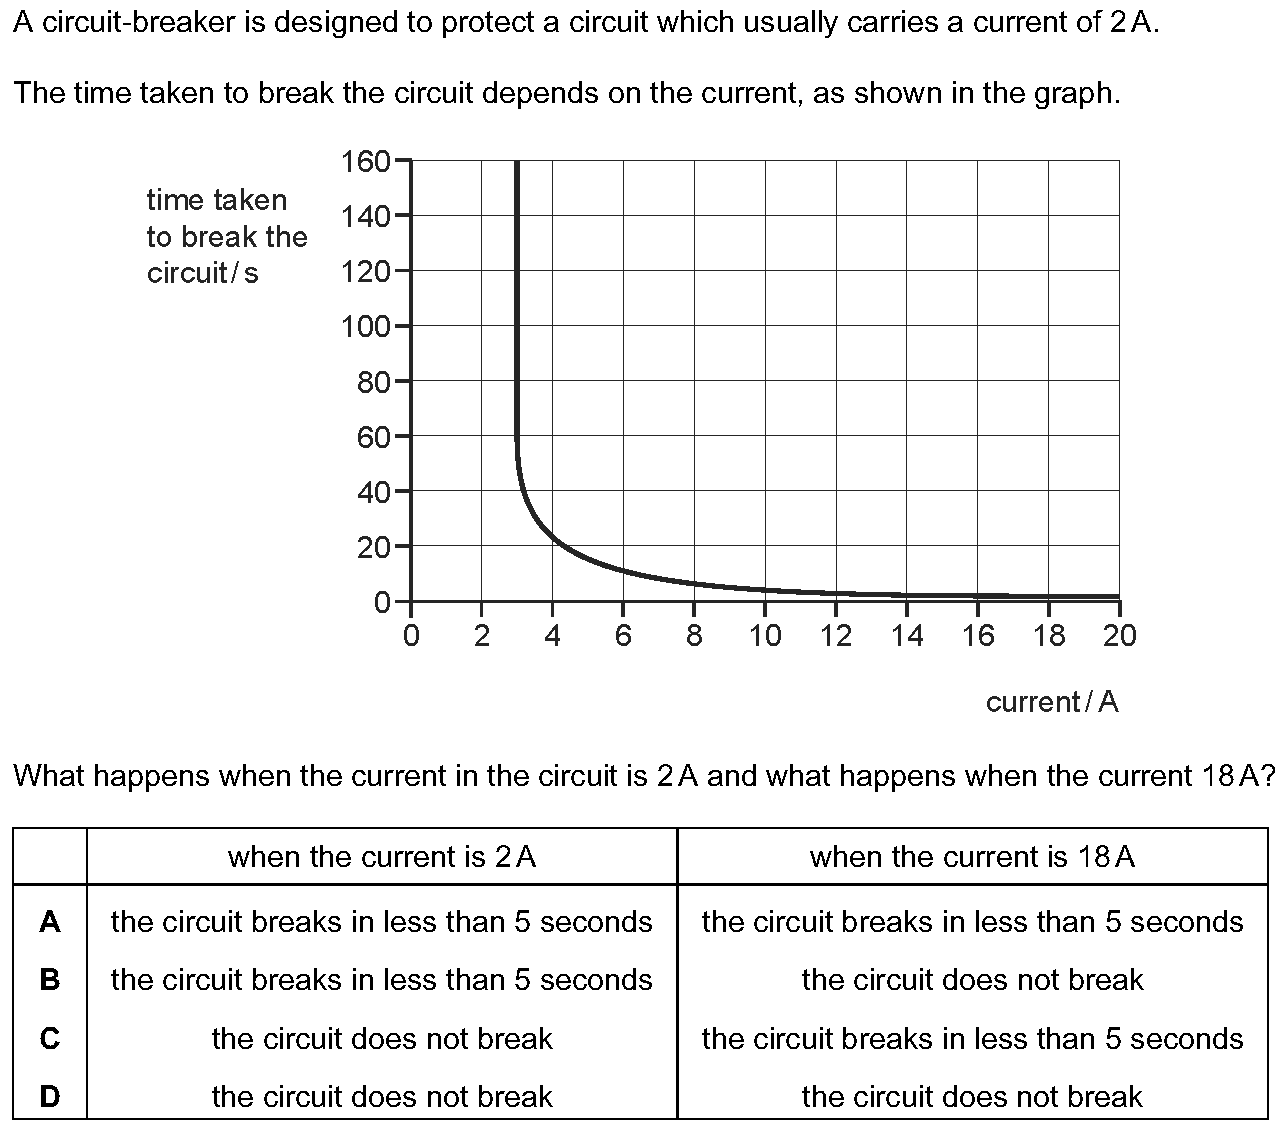 A circuit-breaker is designed to protect a circuit which usually carries a current of 2 A.
The time taken to break the circuit depends on the current, as shown in the graph.
time taken
to break the
circuit / s
160
140
120
100
80
60
40
20
0
0 2 4 6 8 10 12 14 16 18 20
current / A
What happens when the current in the circuit is 2 A and what happens when the current 18 A?
when the current is 2 A when the current is 18 A
A the circuit breaks in less than 5 seconds the circuit breaks in less than 5 seconds
B the circuit breaks in less than 5 seconds the circuit does not break
C the circuit does not break the circuit breaks in less than 5 seconds
D the circuit does not break the circuit does not break